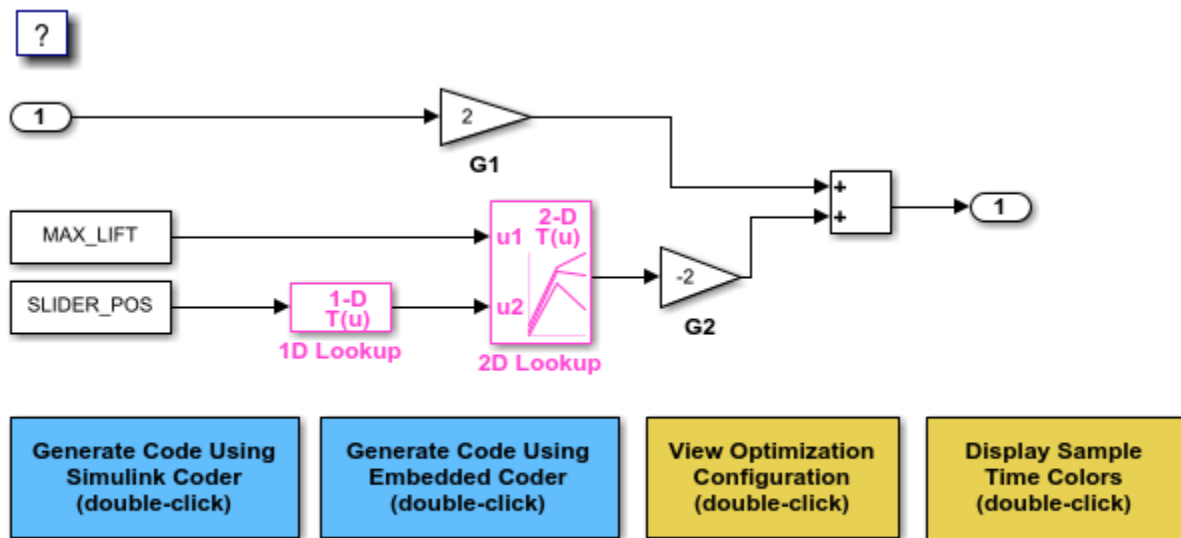 ?
1
2
G1
+
+
1
MAX_LIFT
u1
2-D
T(u)
-2
G2
SLIDER_POS
1-D
T(u)
1D Lookup
u2
2D Lookup
Generate Code Using
Simulink Coder
(double-click)
Generate Code Using
Embedded Coder
(double-click)
View Optimization
Configuration
(double-click)
Display Sample
Time Colors
(double-click)